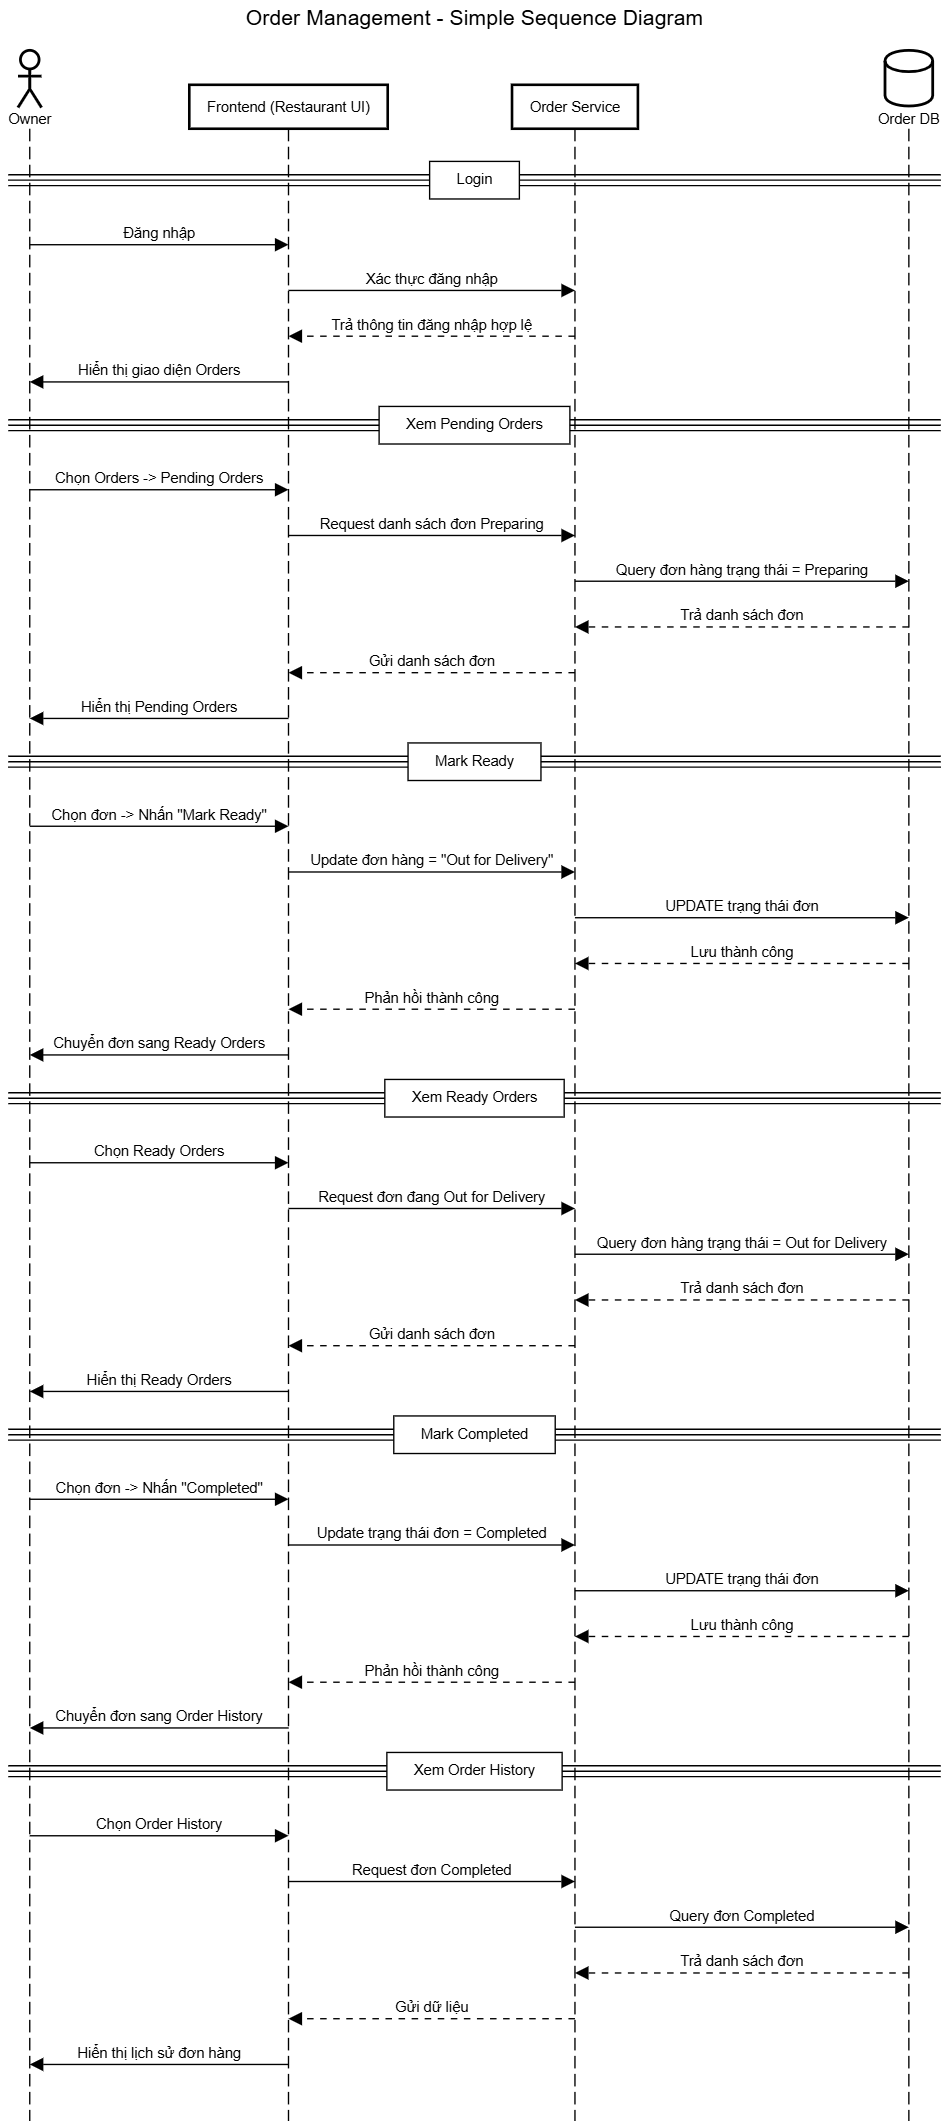 Order Management - Simple Sequence Diagram
Owner
Frontend (Restaurant UI)
Order Service
Order DB
Login
Đăng nhập
Xác thực đăng nhập
Trả thông tin đăng nhập hợp lệ
Hiển thị giao diện Orders
Xem Pending Orders
Chọn Orders -> Pending Orders
Request danh sách đơn Preparing
Query đơn hàng trạng thái = Preparing
Trả danh sách đơn
Gửi danh sách đơn
Hiển thị Pending Orders
Mark Ready
Chọn đơn -> Nhấn "Mark Ready"
Update đơn hàng = "Out for Delivery"
UPDATE trạng thái đơn
Lưu thành công
Phản hồi thành công
Chuyển đơn sang Ready Orders
Xem Ready Orders
Chọn Ready Orders
Request đơn đang Out for Delivery
Query đơn hàng trạng thái = Out for Delivery
Trả danh sách đơn
Gửi danh sách đơn
Hiển thị Ready Orders
Mark Completed
Chọn đơn -> Nhấn "Completed"
Update trạng thái đơn = Completed
UPDATE trạng thái đơn
Lưu thành công
Phản hồi thành công
Chuyển đơn sang Order History
Xem Order History
Chọn Order History
Request đơn Completed
Query đơn Completed
Trả danh sách đơn
Gửi dữ liệu
Hiển thị lịch sử đơn hàng